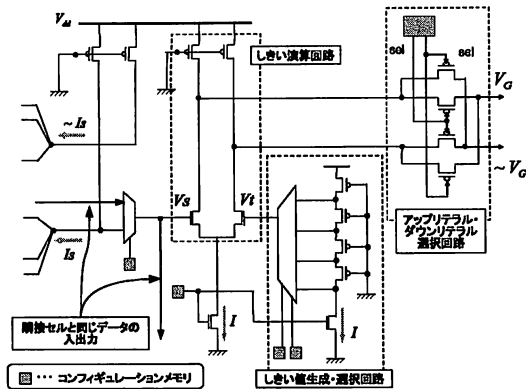 Vdd
しきい演算回路
sel
sel
VG
~VG
~ Is
Vs
Vt
アップリテラル・
ダウンリテラル
選択回路
Is
I
I
隣接セルと同じデータの
入出力
しきい値生成・選択回路
･･･ コンフィギュレーションメモリ